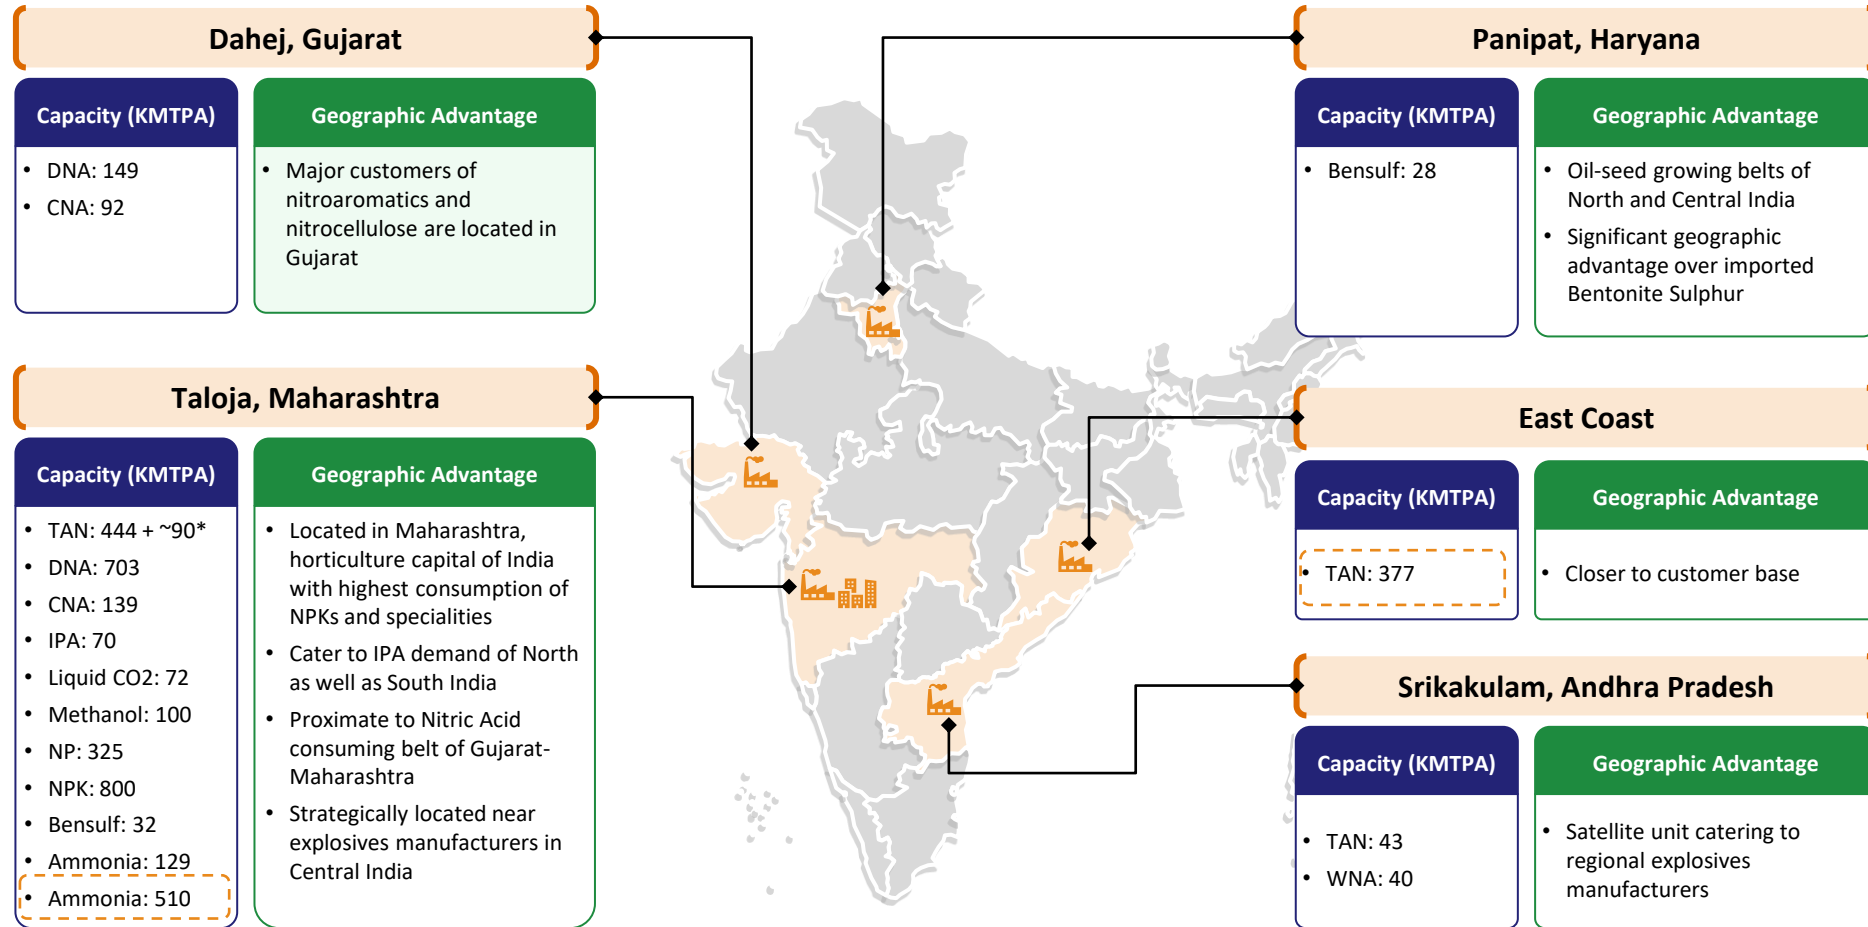 Dahej, Gujarat
Capacity (KMTPA)
• DNA: 149
• CNA: 92
Geographic Advantage
• Major customers of
nitroaromatics and
nitrocellulose are located in
Gujarat
Taloja, Maharashtra
Capacity (KMTPA)
• TAN: 444 + ~90*
• DNA: 703
• CNA: 139
• IPA: 70
• Liquid CO2: 72
• Methanol: 100
• NP: 325
• NPK: 800
• Bensulf: 32
• Ammonia: 129
• Ammonia: 510
Geographic Advantage
• Located in Maharashtra,
horticulture capital of India
with highest consumption of
NPKs and specialities
• Cater to IPA demand of North
as well as South India
• Proximate to Nitric Acid
consuming belt of Gujarat-
Maharashtra
• Strategically located near
explosives manufacturers in
Central India
Panipat, Haryana
Capacity (KMTPA)
• Bensulf: 28
Geographic Advantage
• Oil-seed growing belts of
North and Central India
• Significant geographic
advantage over imported
Bentonite Sulphur
East Coast
Capacity (KMTPA)
• TAN: 377
Geographic Advantage
• Closer to customer base
Srikakulam, Andhra Pradesh
Capacity (KMTPA)
• TAN: 43
• WNA: 40
Geographic Advantage
• Satellite unit catering to
regional explosives
manufacturers